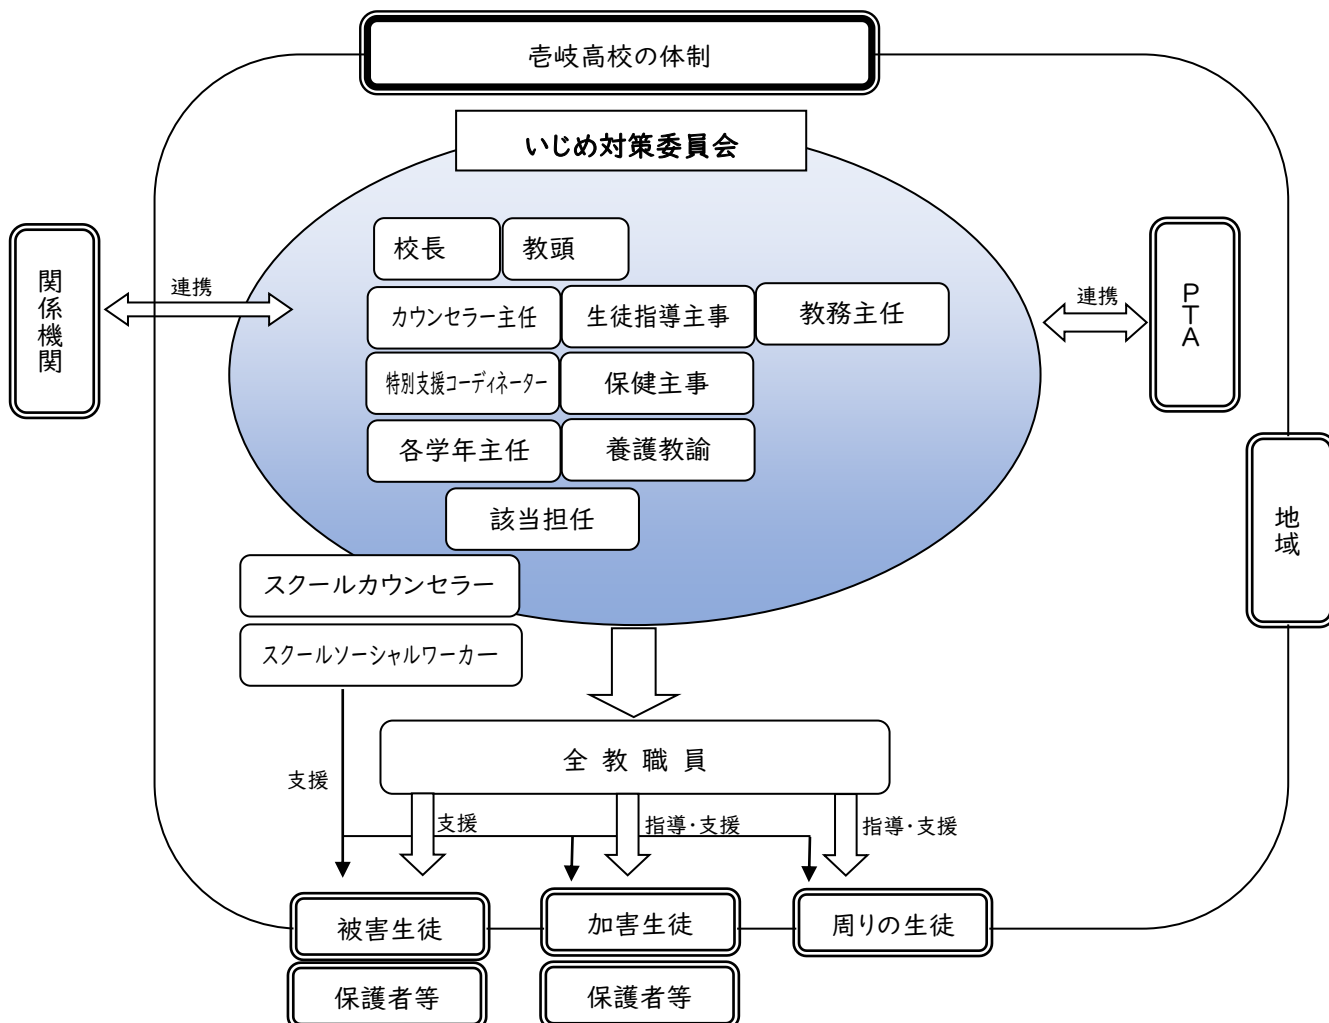 壱岐高校の体制
いじめ対策委員会
校長
教頭
カウンセラー主任
生徒指導主事
教務主任
特別支援コーディネーター
保健主事
各学年主任
養護教諭
該当担任
スクールカウンセラー
スクールソーシャルワーカー
関係機関
連携
連携
PTA
地域
全教職員
支援
支援
指導・支援
指導・支援
被害生徒
加害生徒
周りの生徒
保護者等
保護者等